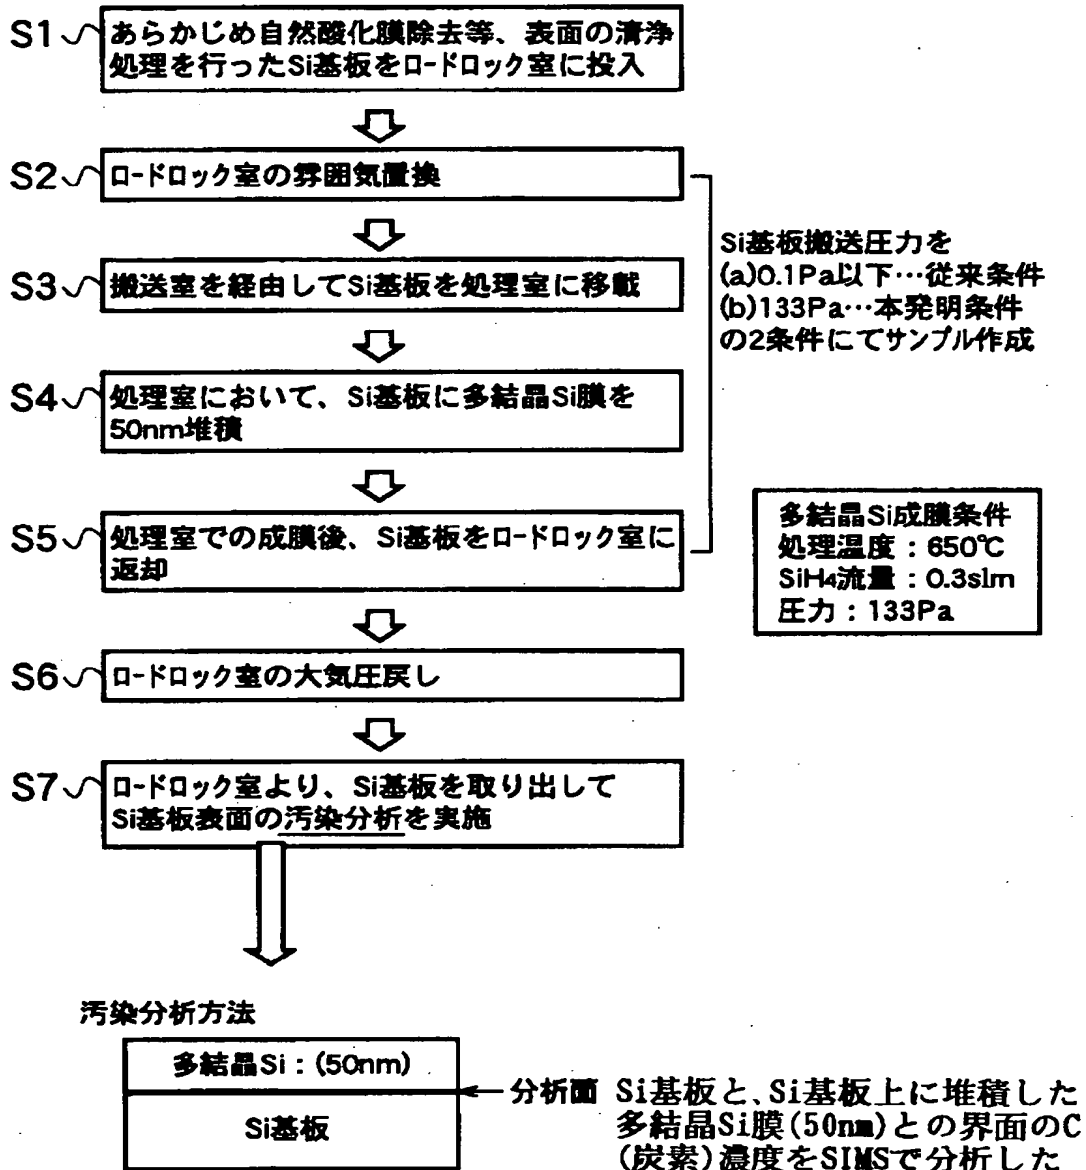 S1 あらかじめ自然酸化膜除去等、表面の清浄
処理を行ったSi基板をロードロック室に投入
S2 ロードロック室の雰囲気置換
S3 搬送室を経由してSi基板を処理室に移載
S4 処理室において、Si基板に多結晶Si膜を
50nm堆積
S5 処理室での成膜後、Si基板をロードロック室に
返却
S6 ロードロック室の大気圧戻し
S7 ロードロック室より、Si基板を取り出して
Si基板表面の汚染分析を実施
Si基板搬送圧力を
(a)0.1Pa以下…従来条件
(b)133Pa…本発明条件
の2条件にてサンプル作成
多結晶Si成膜条件
処理温度：650℃
SiH4流量：0.3slm
圧力：133Pa
汚染分析方法
多結晶Si：(50nm)
Si基板
分析面 Si基板と、Si基板上に堆積した
多結晶Si膜(50nm)との界面のC
(炭素)濃度をSIMSで分析した